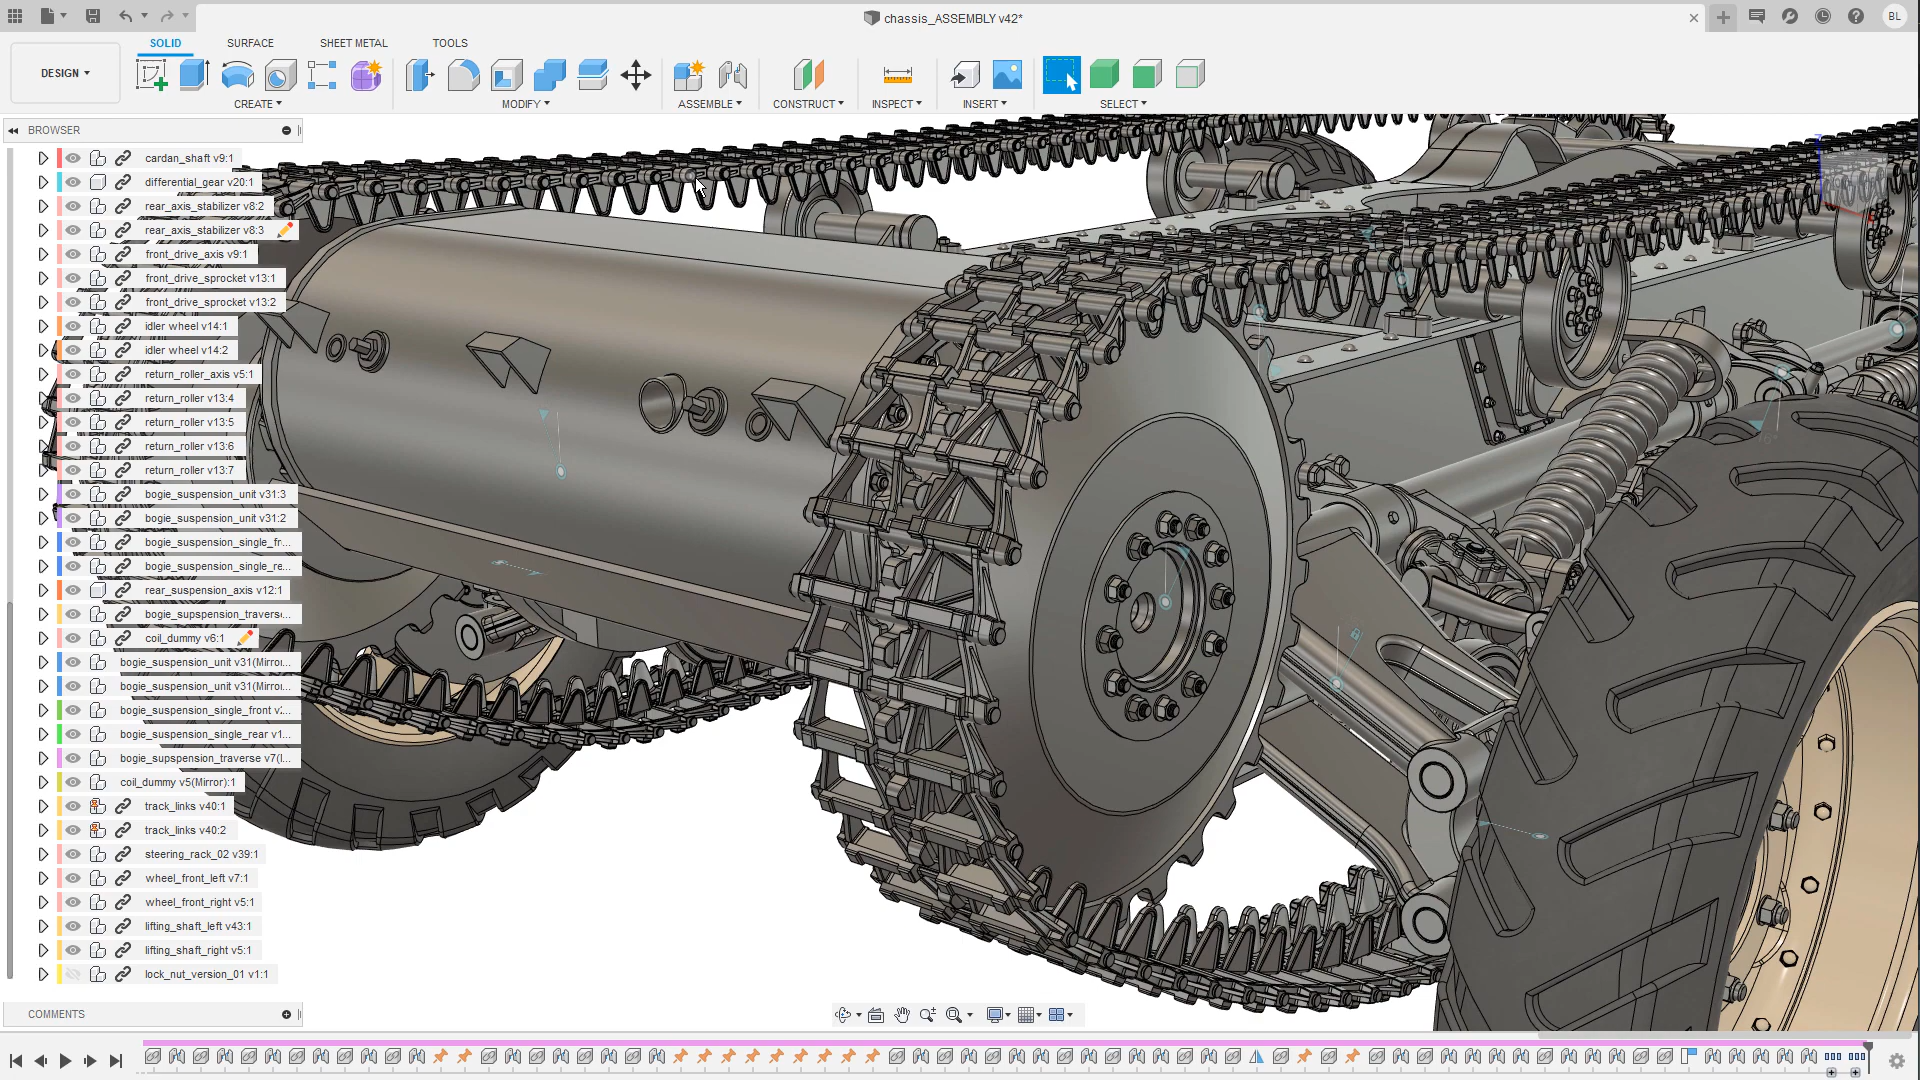 chassis_ASSEMBLY v42*
BL
DESIGN
SOLID
SURFACE
SHEET METAL
TOOLS
CREATE
MODIFY
ASSEMBLE
CONSTRUCT
INSPECT
INSERT
SELECT
BROWSER
cardan_shaft v9:1
differential_gear v20:1
rear_axis_stabilizer v8:2
rear_axis_stabilizer v8:3
front_drive_axis v9:1
front_drive_sprocket v13:1
front_drive_sprocket v13:2
idler wheel v14:1
idler wheel v14:2
return_roller_axis v5:1
return_roller v13:4
return_roller v13:5
return_roller v13:6
return_roller v13:7
bogie_suspension_unit v31:3
bogie_suspension_unit v31:2
bogie_suspension_single_fr...
bogie_suspension_single_re...
rear_suspension_axis v12:1
bogie_supspension_traverse...
coil_dummy v6:1
bogie_suspension_unit v31(Mirror...
bogie_suspension_unit v31(Mirror...
bogie_suspension_single_front v...
bogie_suspension_single_rear v1...
bogie_supspension_traverse v7(I...
coil_dummy v5(Mirror):1
track_links v40:1
track_links v40:2
steering_rack_02 v39:1
wheel_front_left v7:1
wheel_front_right v5:1
lifting_shaft_left v43:1
lifting_shaft_right v5:1
lock_nut_version_01 v1:1
COMMENTS